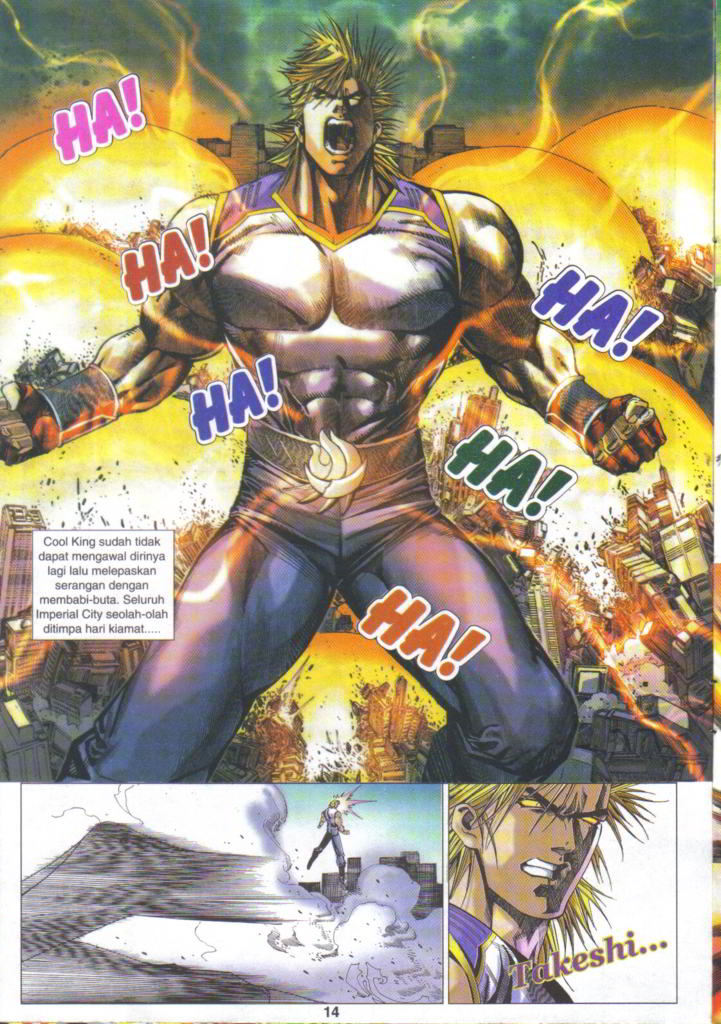 HA!
HA!
HA!
HA!
HA!
HA!
Cool King sudah tidak
dapat mengawal dirinya
lagi lalu melepaskan
serangan dengan
membabi-buta. Seluruh
Imperial City seolah-olah
ditimpa hari kiamat.....
Takeshi...
14